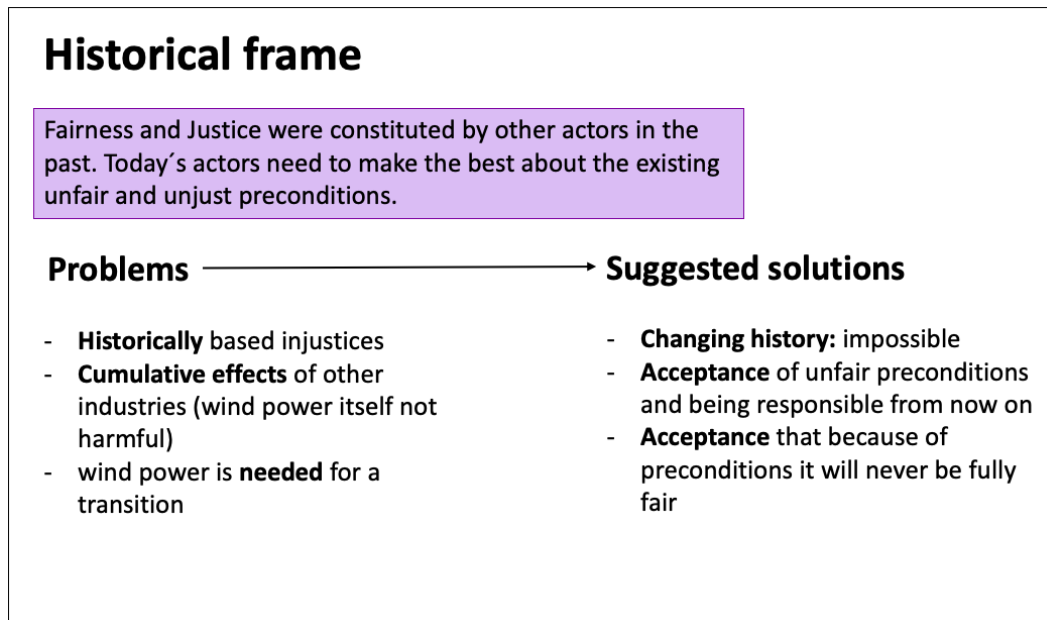 Historical frame
Fairness and Justice were constituted by other actors in the
past. Today´s actors need to make the best about the existing
unfair and unjust preconditions.
Problems
- Historically based injustices
- Cumulative effects of other
industries (wind power itself not
harmful)
- wind power is needed for a
transition
Suggested solutions
- Changing history: impossible
- Acceptance of unfair preconditions
and being responsible from now on
- Acceptance that because of
preconditions it will never be fully
fair